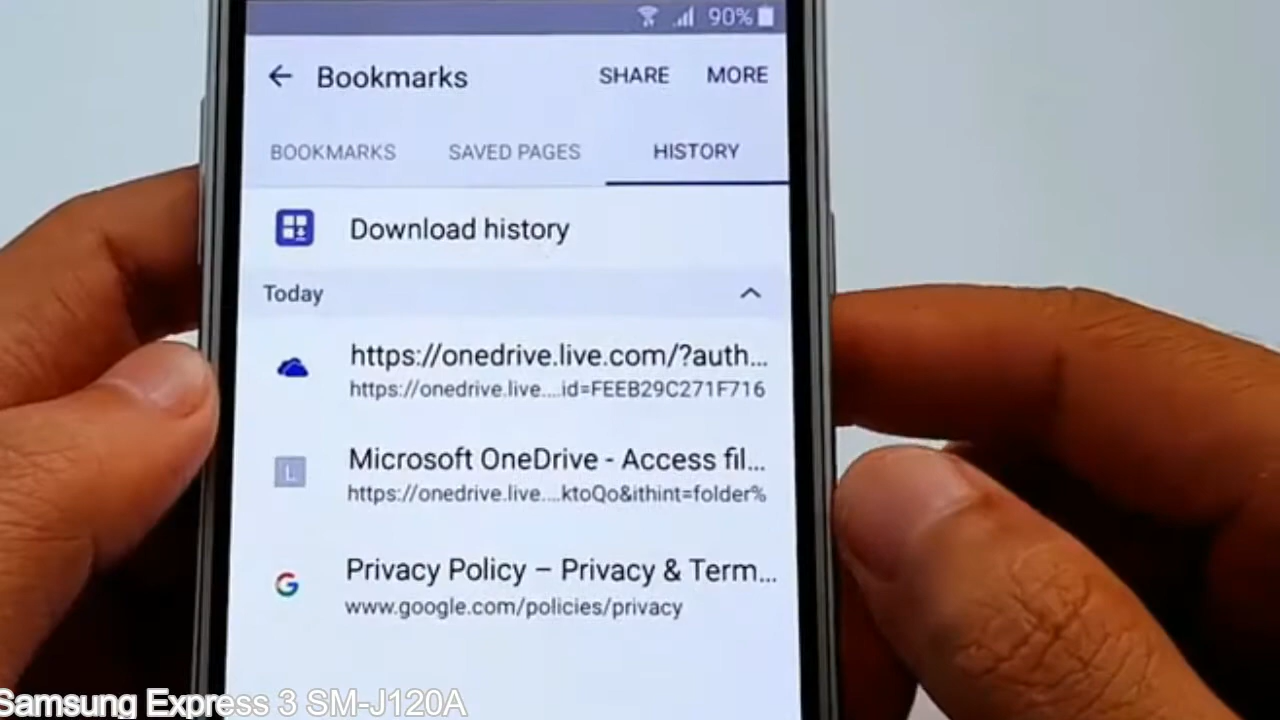 90%
Bookmarks SHARE MORE
BOOKMARKS SAVED PAGES HISTORY
Download history
Today
https://onedrive.live.com/?auth...
https://onedrive.live....id=FEEB29C271F716
L
Microsoft OneDrive - Access fil...
https://onedrive.live....ktoQo&ithint=folder%
G
Privacy Policy – Privacy & Term...
www.google.com/policies/privacy
Samsung Express 3 SM-J120A